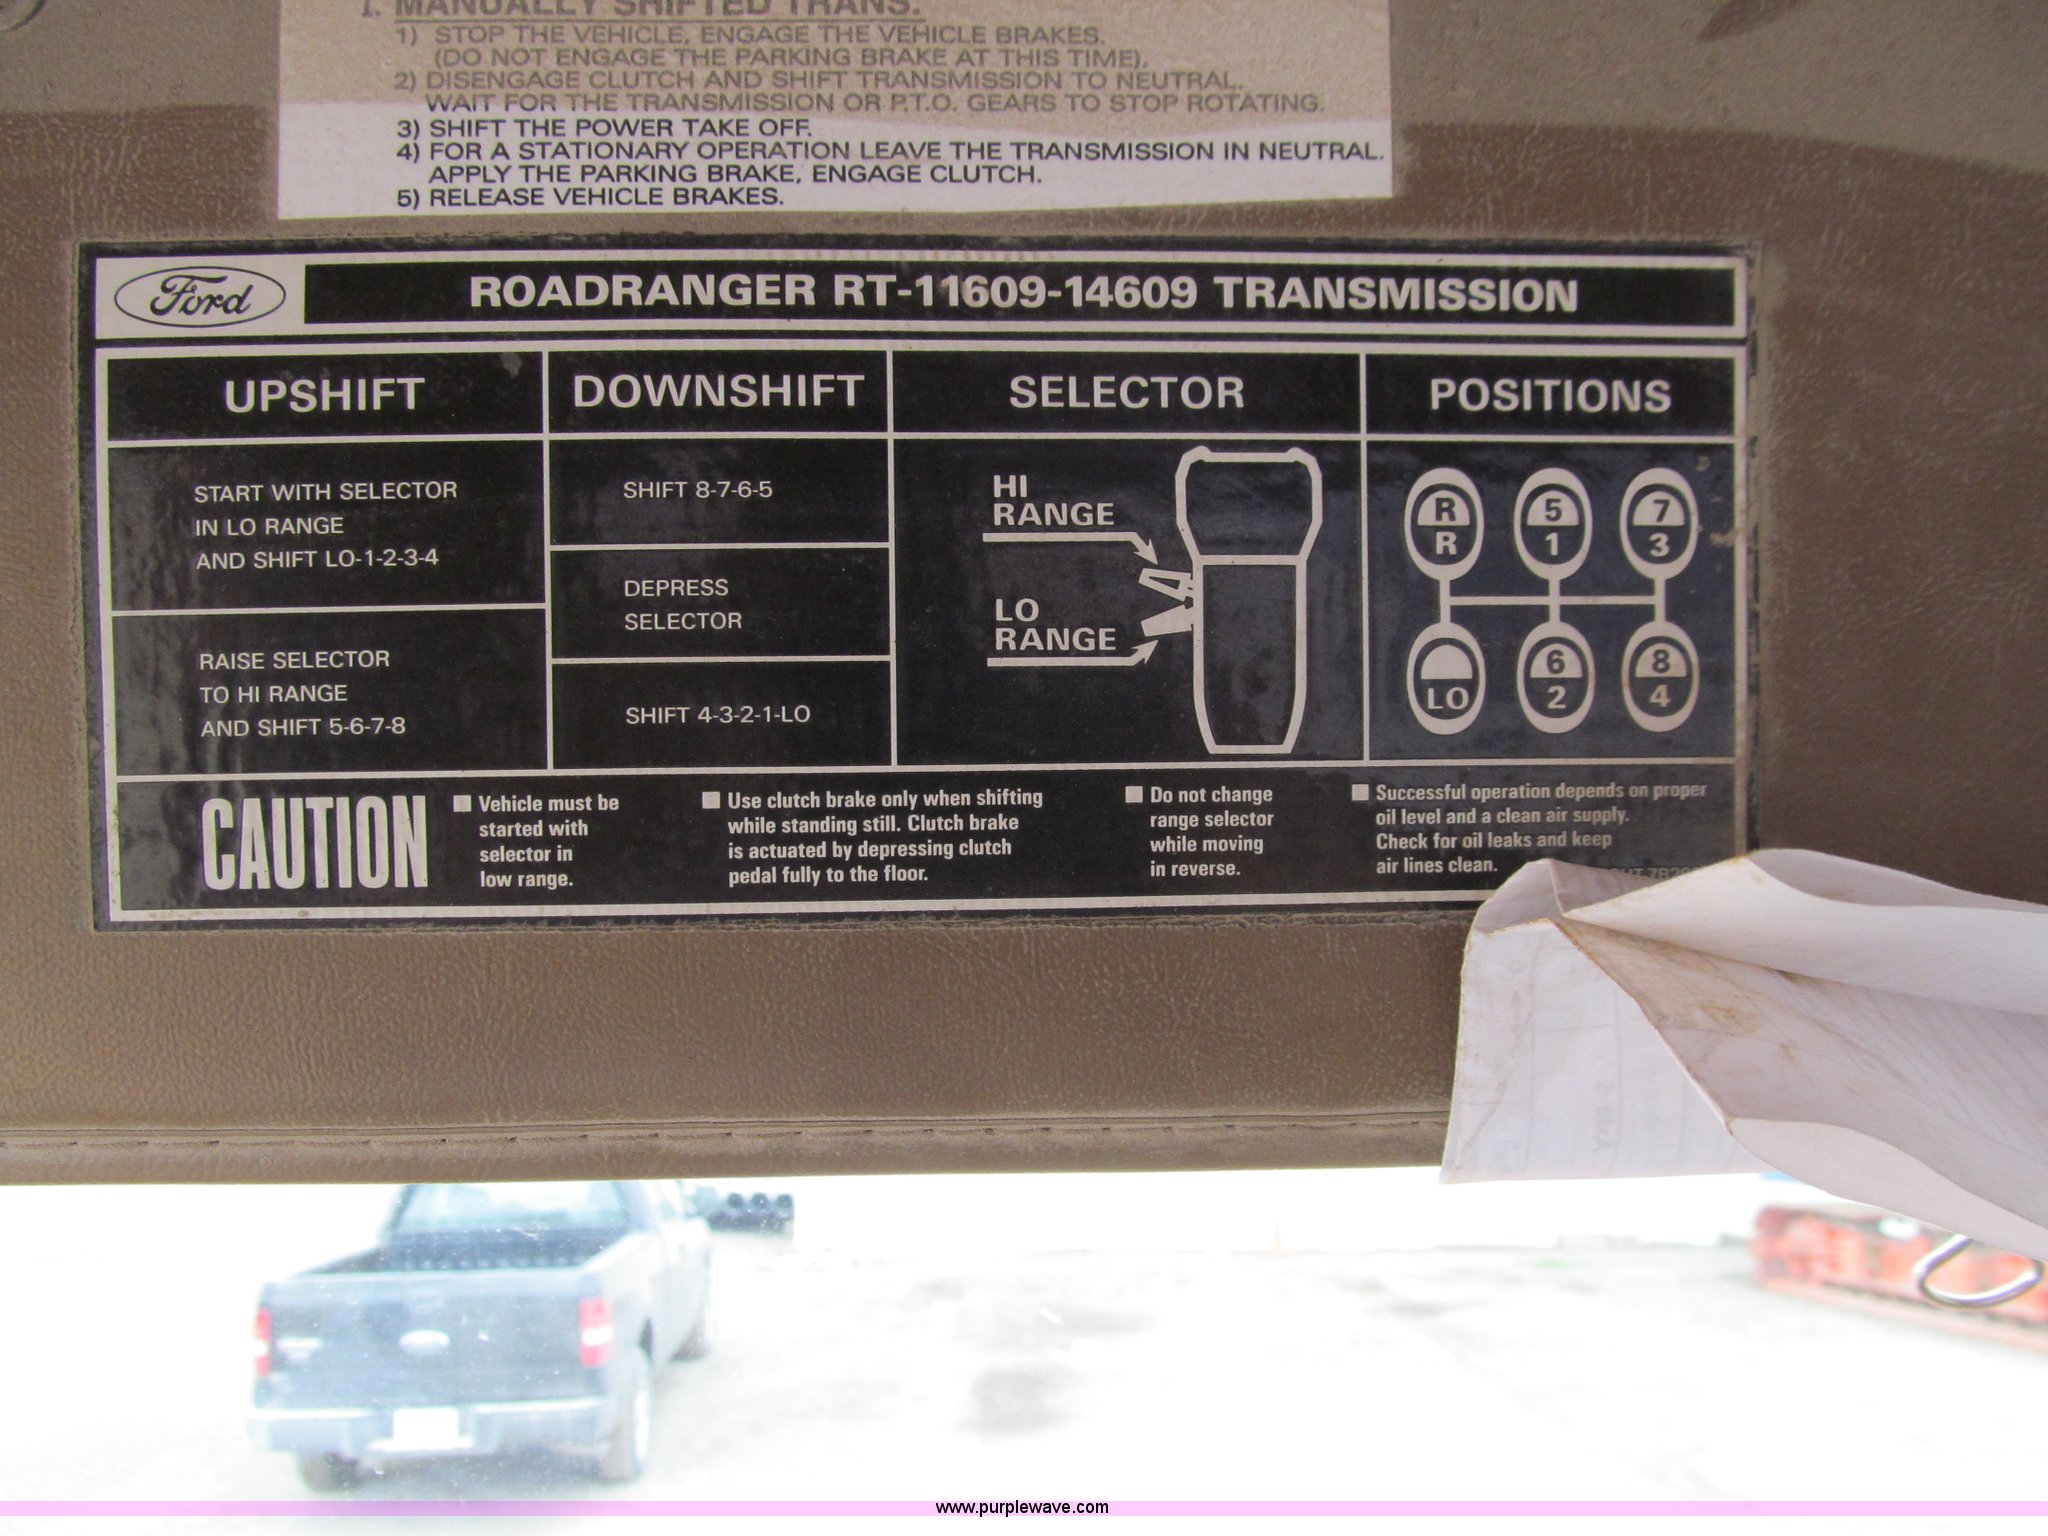 I. MANUALLY SHIFTED TRANS.
1) STOP THE VEHICLE, ENGAGE THE VEHICLE BRAKES.
(DO NOT ENGAGE THE PARKING BRAKE AT THIS TIME).
2) DISENGAGE CLUTCH AND SHIFT TRANSMISSION TO NEUTRAL.
WAIT FOR THE TRANSMISSION OR P.T.O. GEARS TO STOP ROTATING.
3) SHIFT THE POWER TAKE OFF.
4) FOR A STATIONARY OPERATION LEAVE THE TRANSMISSION IN NEUTRAL.
APPLY THE PARKING BRAKE, ENGAGE CLUTCH.
5) RELEASE VEHICLE BRAKES.
Ford
ROADRANGER RT-11609-14609 TRANSMISSION
UPSHIFT
START WITH SELECTOR
IN LO RANGE
AND SHIFT LO-1-2-3-4
RAISE SELECTOR
TO HI RANGE
AND SHIFT 5-6-7-8
DOWNSHIFT
SHIFT 8-7-6-5
DEPRESS
SELECTOR
SHIFT 4-3-2-1-LO
SELECTOR
HI
RANGE
LO
RANGE
POSITIONS
R 5 7
R 1 3
6 8
LO 2 4
CAUTION
■ Vehicle must be
started with
selector in
low range.
■ Use clutch brake only when shifting
while standing still. Clutch brake
is actuated by depressing clutch
pedal fully to the floor.
■ Do not change
range selector
while moving
in reverse.
■ Successful operation depends on proper
oil level and a clean air supply.
Check for oil leaks and keep
air lines clean.
www.purplewave.com